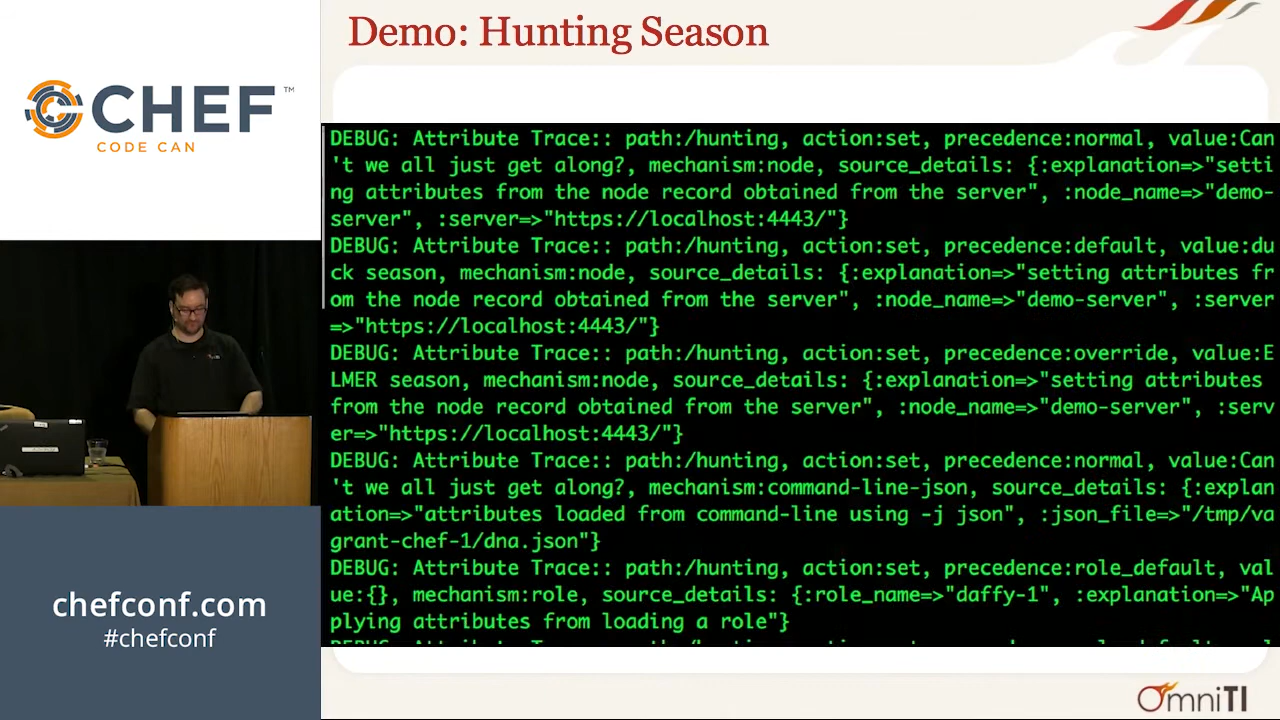 Demo: Hunting Season
CHEF™
CODE CAN
DEBUG: Attribute Trace:: path:/hunting, action:set, precedence:normal, value:Can
't we all just get along?, mechanism:node, source_details: {:explanation=>"setti
ng attributes from the node record obtained from the server", :node_name=>"demo-
server", :server=>"https://localhost:4443/"}
DEBUG: Attribute Trace:: path:/hunting, action:set, precedence:default, value:du
ck season, mechanism:node, source_details: {:explanation=>"setting attributes fr
om the node record obtained from the server", :node_name=>"demo-server", :server
=>"https://localhost:4443/"}
DEBUG: Attribute Trace:: path:/hunting, action:set, precedence:override, value:E
LMER season, mechanism:node, source_details: {:explanation=>"setting attributes
from the node record obtained from the server", :node_name=>"demo-server", :serv
er=>"https://localhost:4443/"}
DEBUG: Attribute Trace:: path:/hunting, action:set, precedence:normal, value:Can
't we all just get along?, mechanism:command-line-json, source_details: {:explan
ation=>"attributes loaded from command-line using -j json", :json_file=>"/tmp/va
grant-chef-1/dna.json"}
DEBUG: Attribute Trace:: path:/hunting, action:set, precedence:role_default, val
ue:{}, mechanism:role, source_details: {:role_name=>"daffy-1", :explanation=>"Ap
plying attributes from loading a role"}
chefconf.com
#chefconf
OmniTI